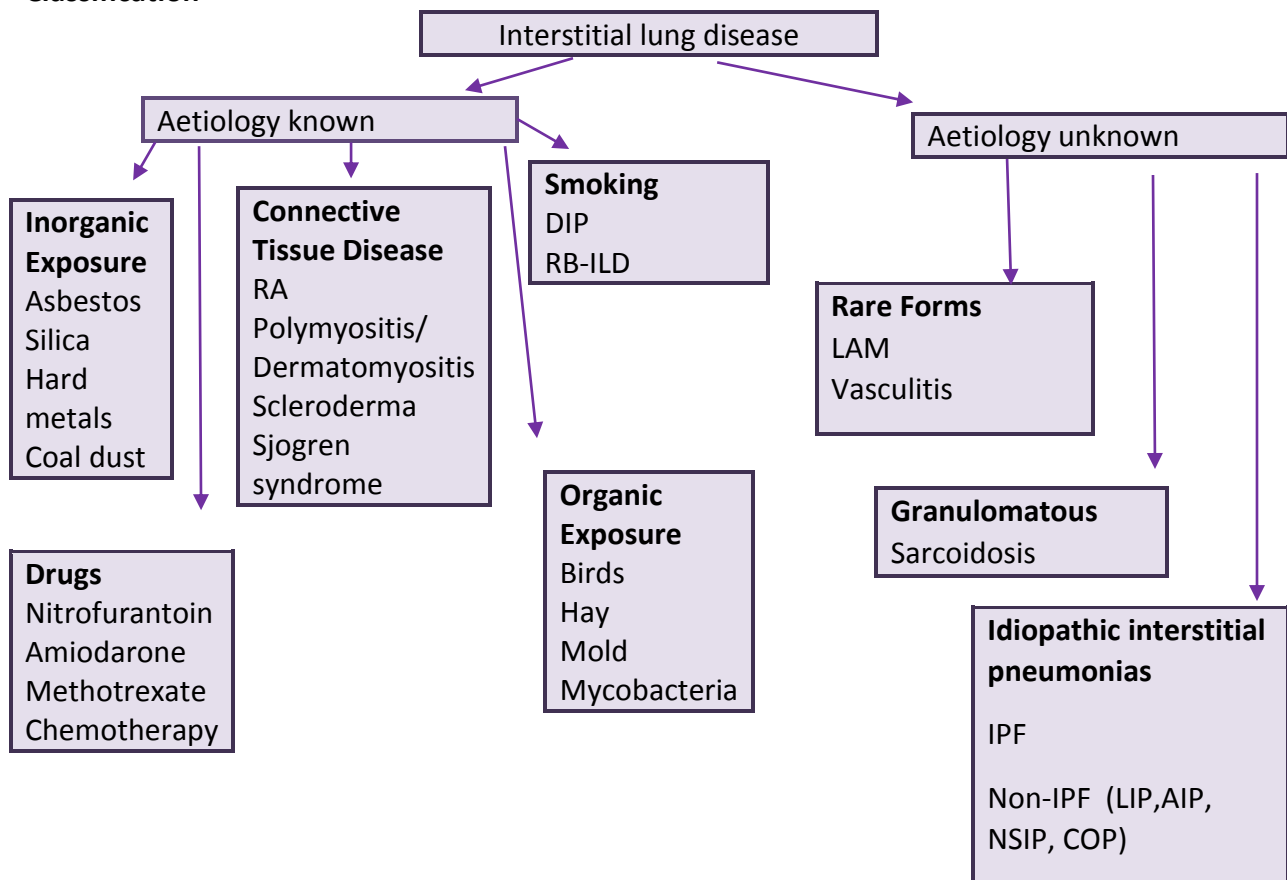 Classification
Interstitial lung disease
Aetiology known
Aetiology unknown
Inorganic
Exposure
Asbestos
Silica
Hard
metals
Coal dust
Connective
Tissue Disease
RA
Polymyositis/
Dermatomyositis
Scleroderma
Sjogren
syndrome
Smoking
DIP
RB-ILD
Rare Forms
LAM
Vasculitis
Drugs
Nitrofurantoin
Amiodarone
Methotrexate
Chemotherapy
Organic
Exposure
Birds
Hay
Mold
Mycobacteria
Granulomatous
Sarcoidosis
Idiopathic interstitial
pneumonias
IPF
Non-IPF (LIP,AIP,
NSIP, COP)